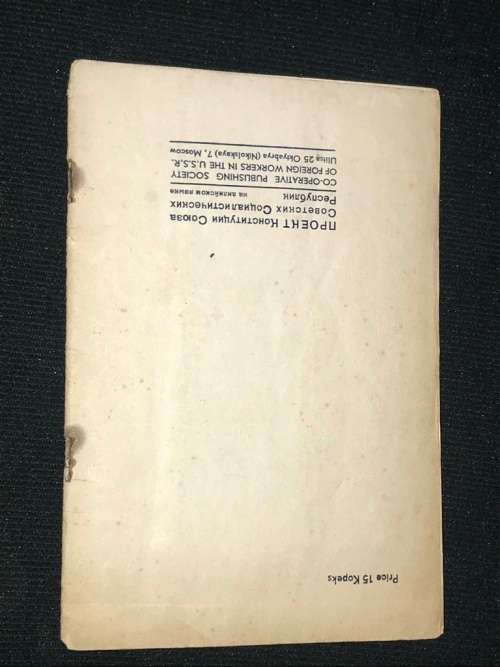 Price 15 Kopeks
ПРОЕКТ Конституции Союза
Советских Социалистических
Республик на английском языке
CO-OPERATIVE PUBLISHING SOCIETY
OF FOREIGN WORKERS IN THE U.S.S.R.
Ulitsa 25 Oktyabrya (Nikolskaya) 7, Moscow